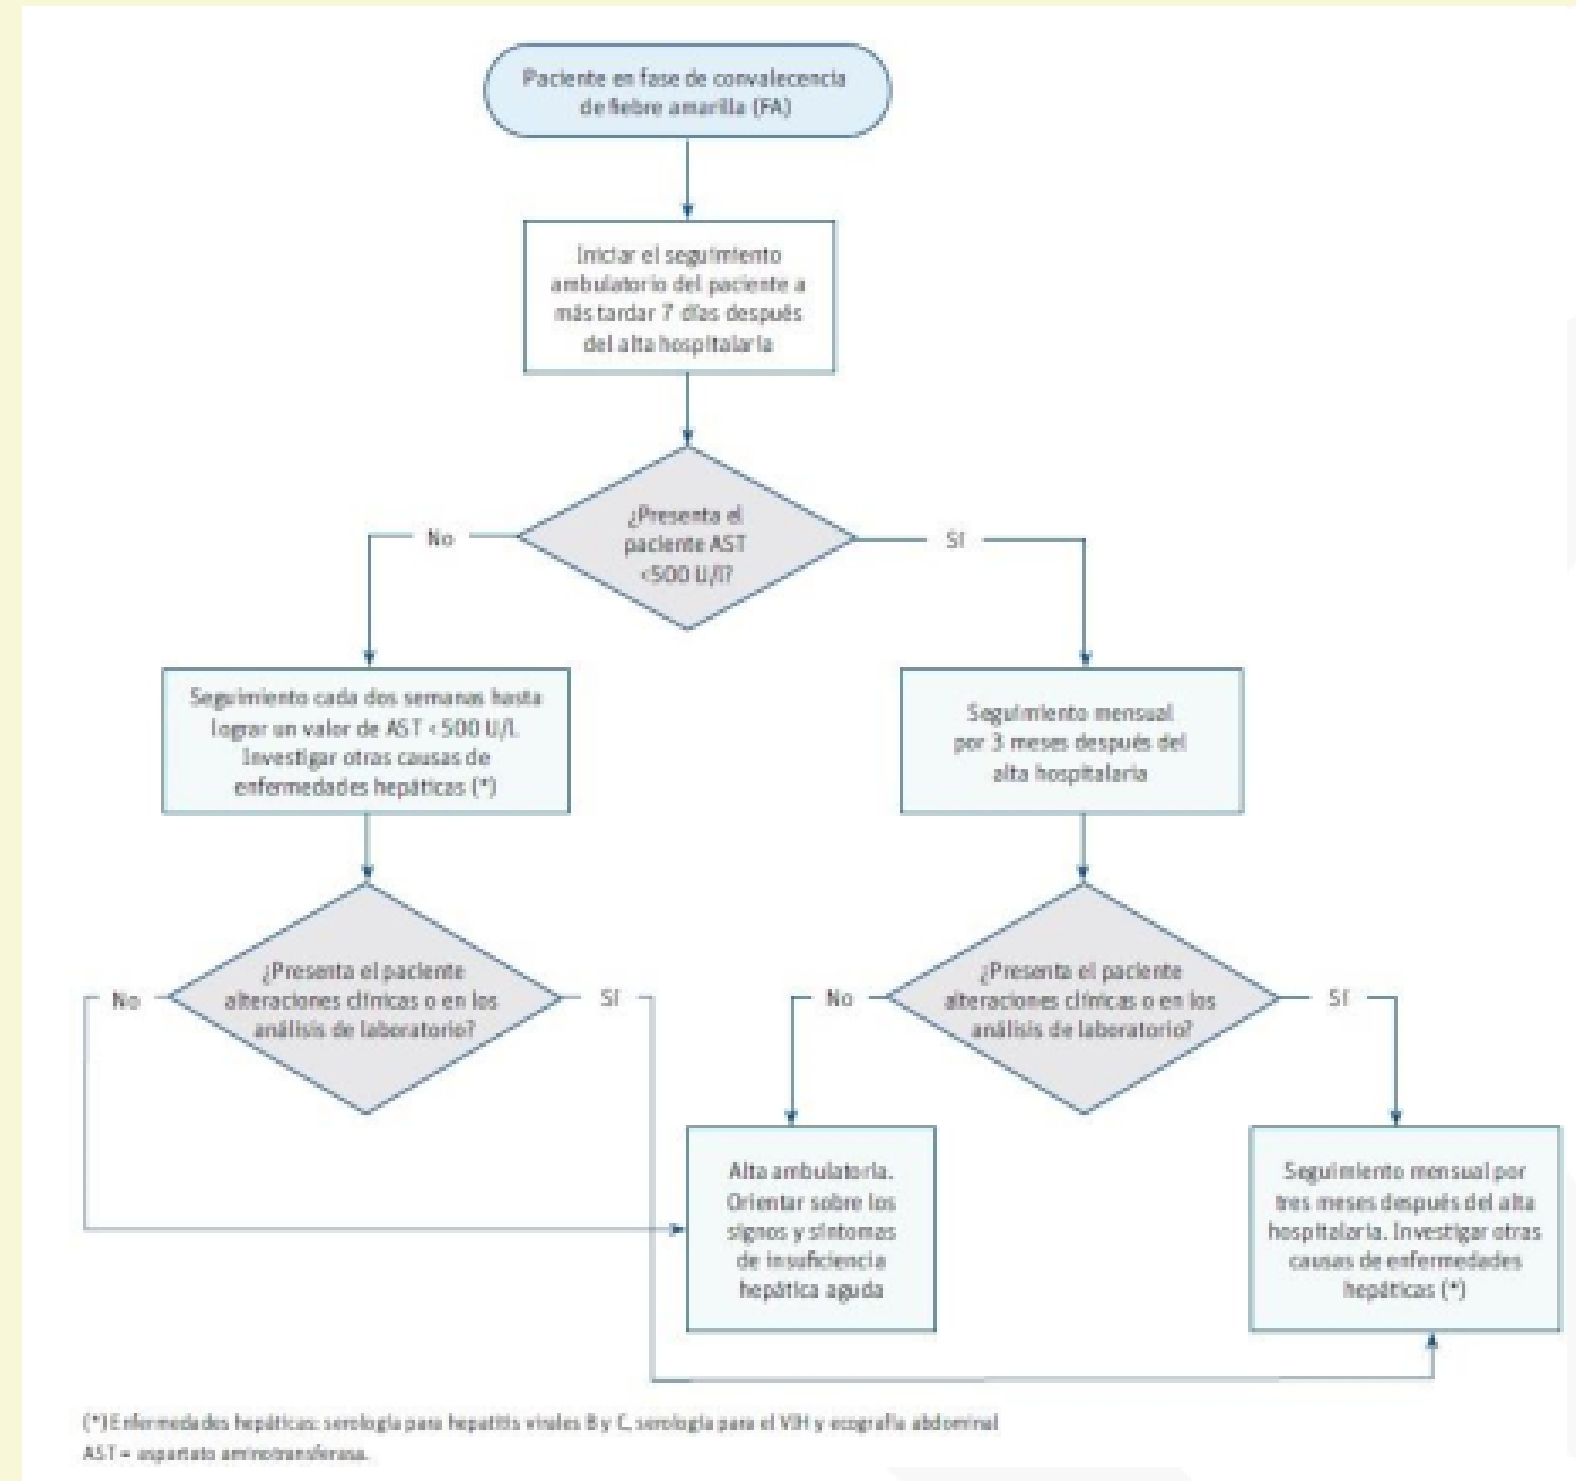 Paciente en fase de convalecencia
de fiebre amarilla (FA)
Iniciar el seguimiento
ambulatorio del paciente a
más tardar 7 días después
del alta hospitalaria
¿Presenta el
paciente AST
<500 U/l?
No
Sí
Seguimiento cada dos semanas hasta
lograr un valor de AST <500 U/l.
Investigar otras causas de
enfermedades hepáticas (*)
Seguimiento mensual
por 3 meses después del
alta hospitalaria
¿Presenta el paciente
alteraciones clínicas o en los
análisis de laboratorio?
No
Sí
¿Presenta el paciente
alteraciones clínicas o en los
análisis de laboratorio?
No
Sí
Alta ambulatoria.
Orientar sobre los
signos y síntomas
de insuficiencia
hepática aguda
Seguimiento mensual por
tres meses después del alta
hospitalaria. Investigar otras
causas de enfermedades
hepáticas (*)
(*) Enfermedades hepáticas: serología para hepatitis virales B y C, serología para el VIH y ecografía abdominal
AST = aspartato aminotransferasa.